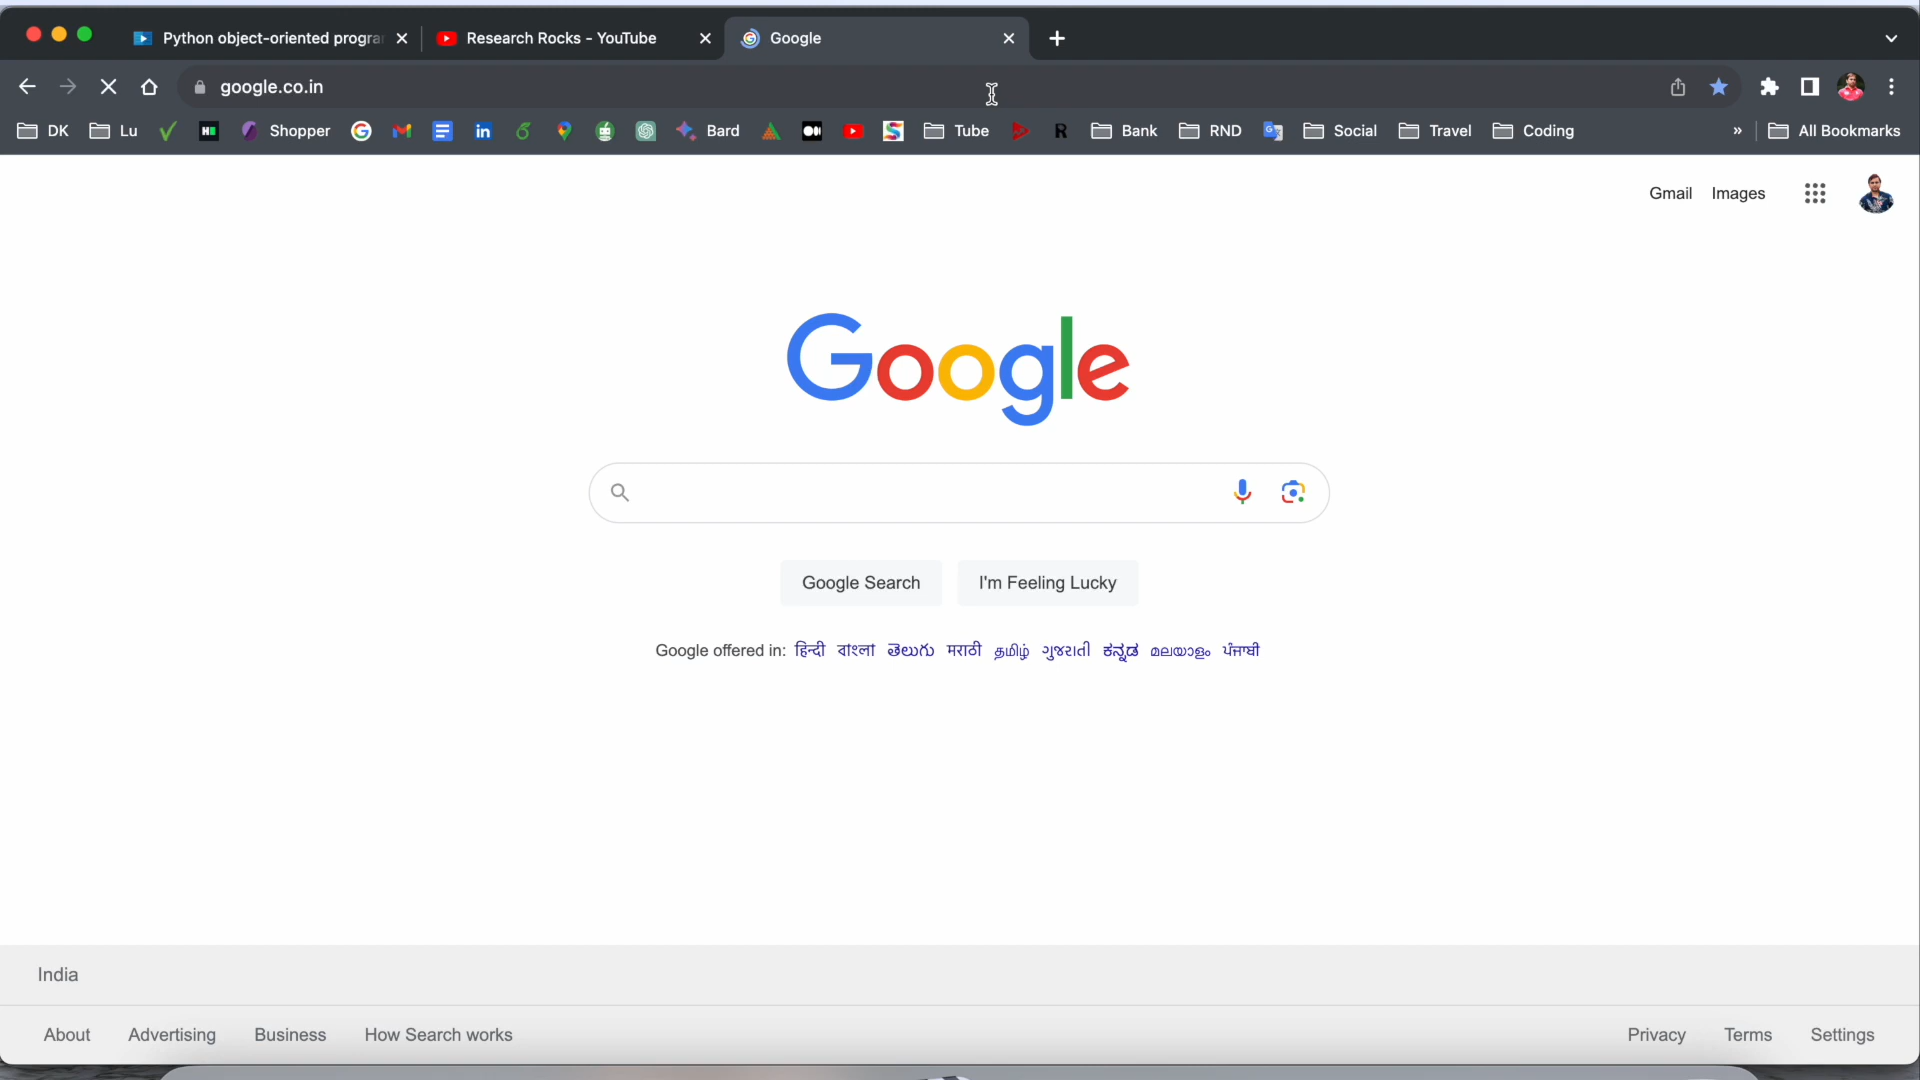 Python object-oriented progra
Research Rocks - YouTube
Google
google.co.in
DK Lu Shopper Bard Tube R Bank RND Social Travel Coding » All Bookmarks
Gmail Images
Google
Google Search I'm Feeling Lucky
Google offered in: हिन्दी বাংলা తెలుగు मराठी தமிழ் ગુજરાતી ಕನ್ನಡ മലയാളം ਪੰਜਾਬੀ
India
About Advertising Business How Search works Privacy Terms Settings